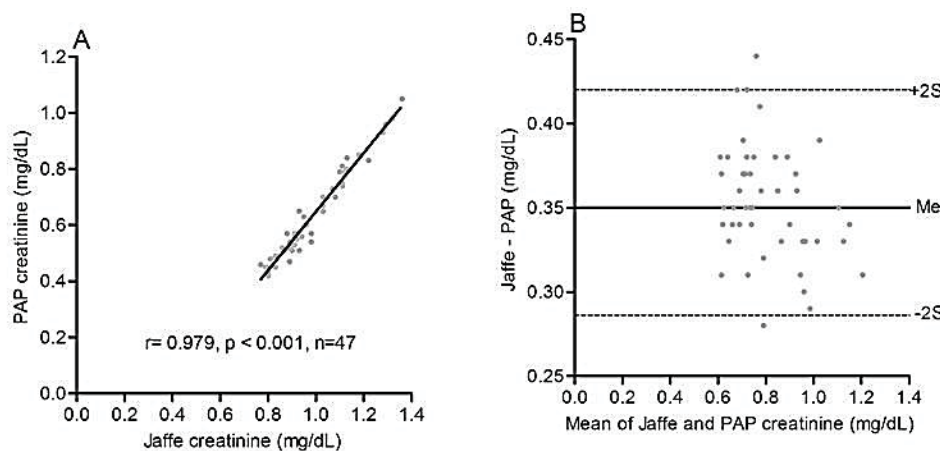 A
PAP creatinine (mg/dL)
1.2
1.0
0.8
0.6
0.4
0.2
0.0
r= 0.979, p < 0.001, n=47
0.0 0.2 0.4 0.6 0.8 1.0 1.2 1.4
Jaffe creatinine (mg/dL)
B
Jaffe - PAP (mg/dL)
0.45
0.40
0.35
0.30
0.25
+2S
Me
-2S
0.0 0.2 0.4 0.6 0.8 1.0 1.2 1.4
Mean of Jaffe and PAP creatinine (mg/dL)